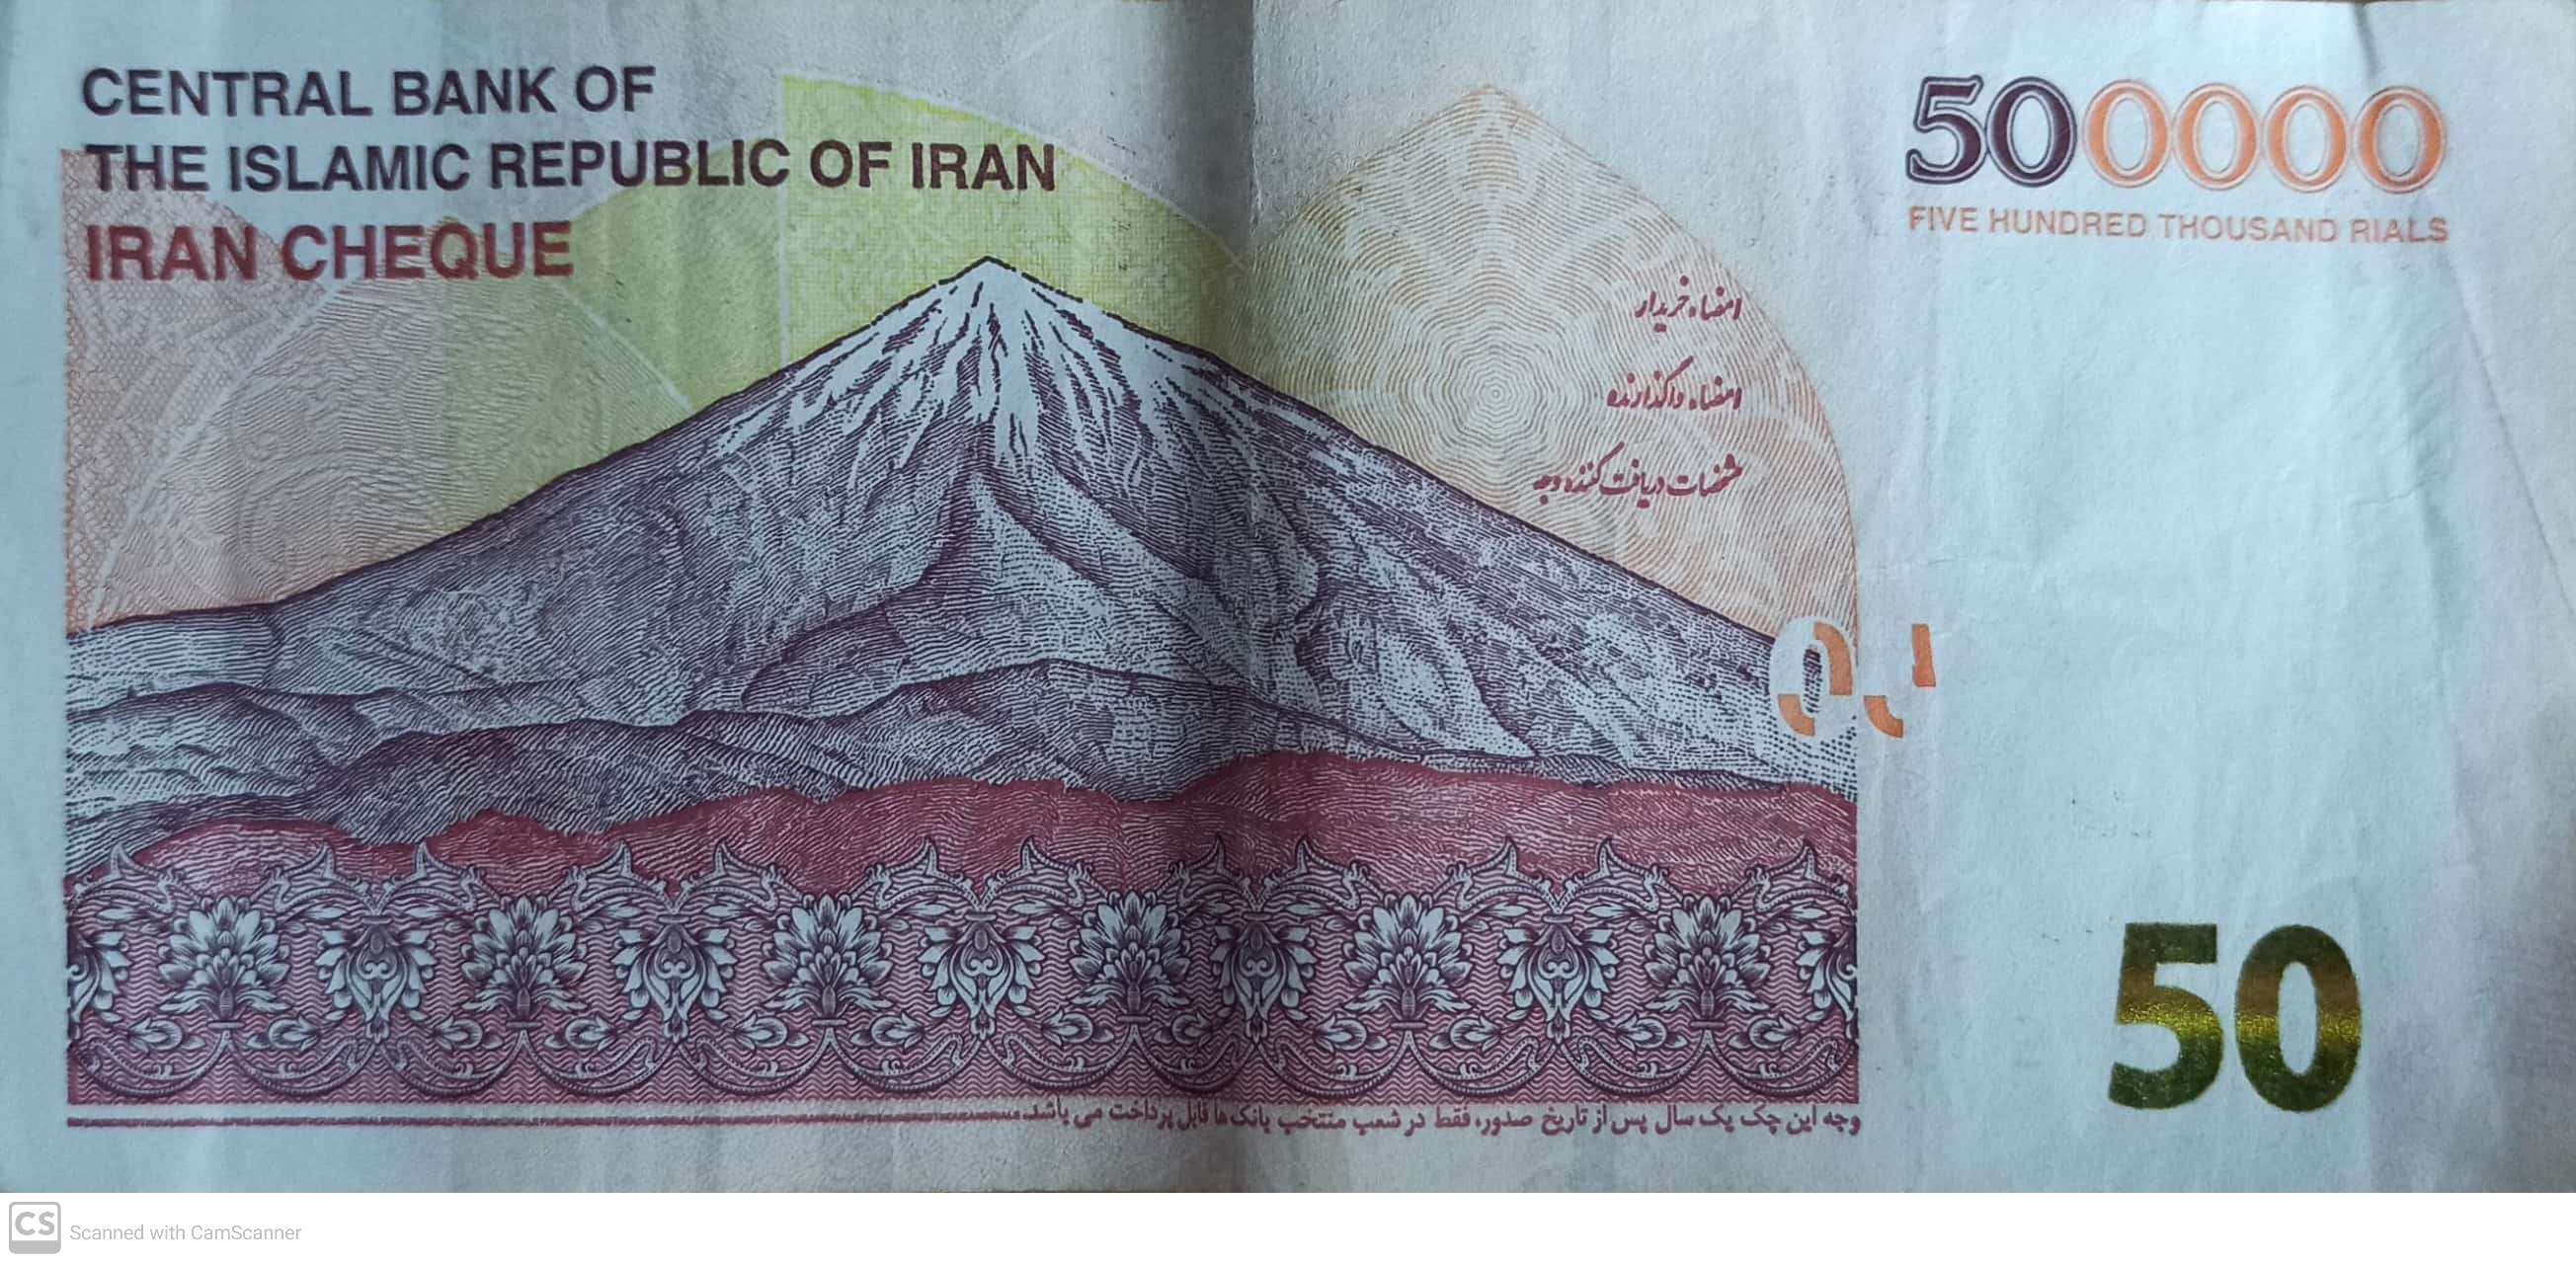 CENTRAL BANK OF
THE ISLAMIC REPUBLIC OF IRAN
IRAN CHEQUE
500000
FIVE HUNDRED THOUSAND RIALS
امضاء خریدار
امضاء واگذارنده
مشخصات دریافت کننده وجه
50
وجه این چک یک سال پس از تاریخ صدور، فقط در شعب منتخب بانک ها قابل پرداخت می باشد.
CS
Scanned with CamScanner